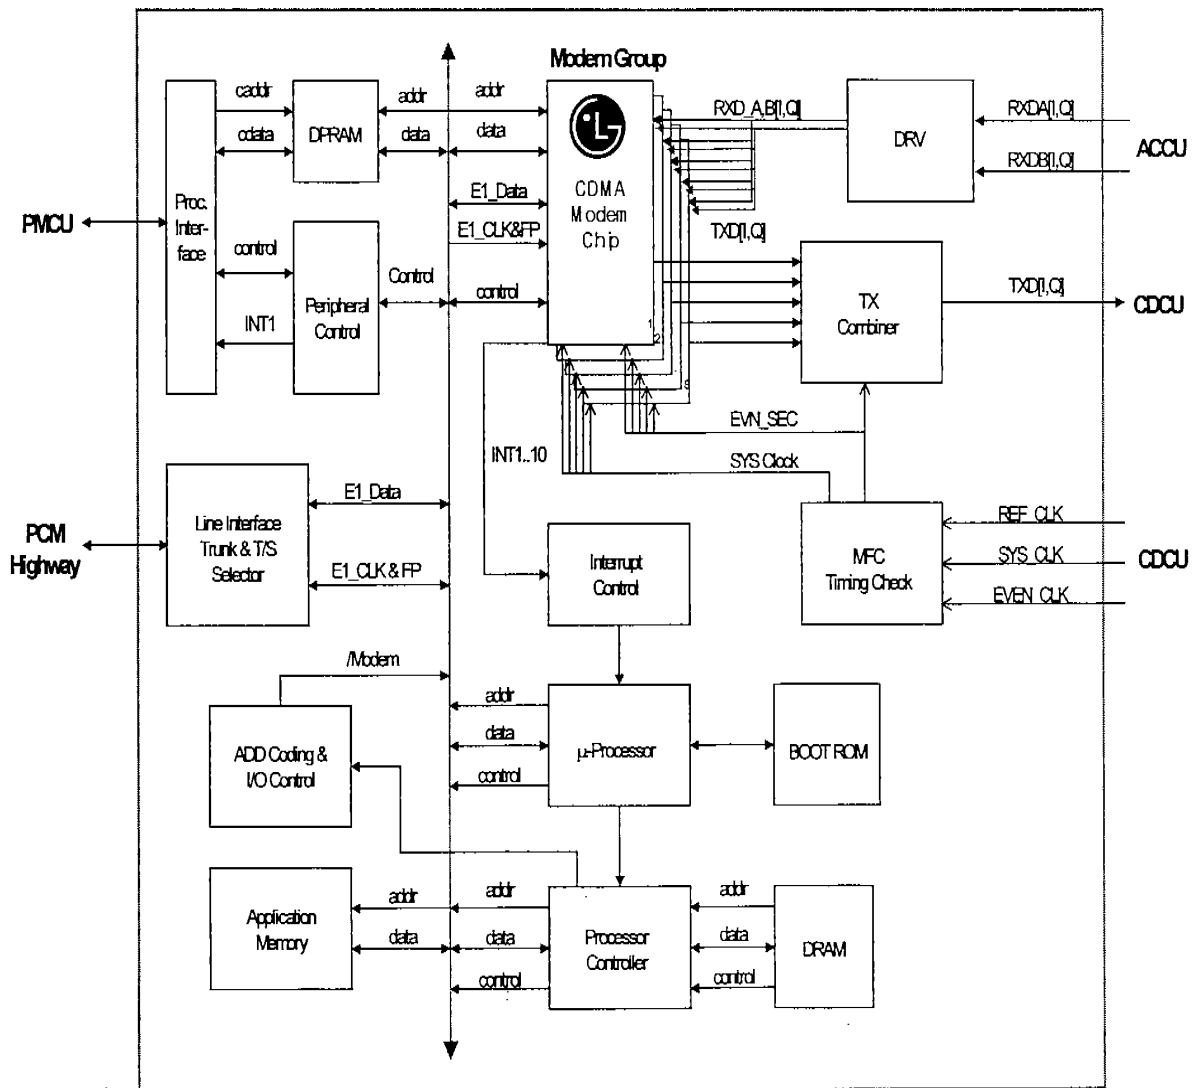 Modem Group
caddr
cdata
DPRAM
addr
data
addr
data
LG
CDMA
Modem
Chip
RXD_A,B[I,Q]
DRV
RXDA[I,Q]
RXDB[I,Q]
ACCU
PMCU
Proc.
Inter-
face
E1_Data
E1_CLK&FP
TXD[I,Q]
control
INT1
Peripheral
Control
Control
control
1
2
TX
Combiner
TXD[I,Q]
CDCU
EVN_SEC
SYS Clock
INT1..10
PCM
Highway
Line Interface
Trunk & T/S
Selector
E1_Data
E1_CLK & FP
Interrupt
Control
MFC
Timing Check
REF_CLK
SYS_CLK
EVEN_CLK
CDCU
/Modem
ADD Coding &
I/O Control
addr
data
control
μ-Processor
BOOT ROM
Application
Memory
addr
data
addr
data
control
Processor
Controller
addr
data
control
DRAM